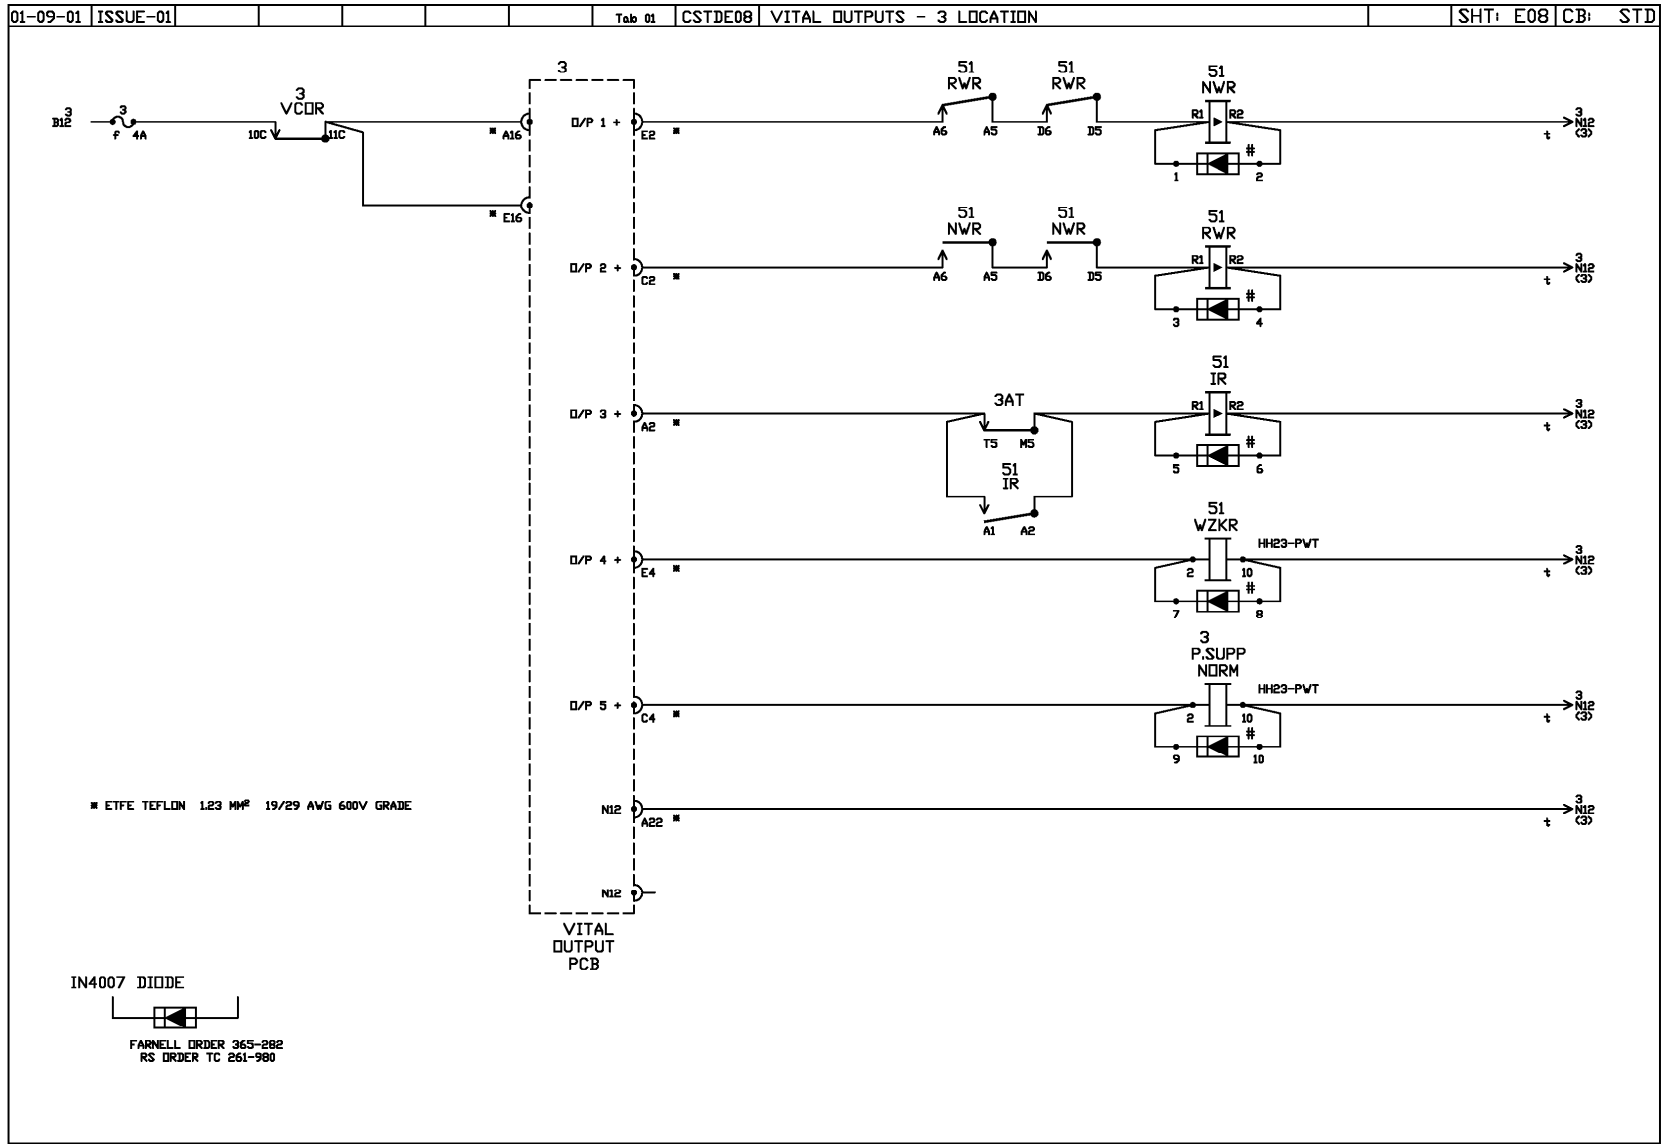 01-09-01 ISSUE-01 Tab 01 CSTDE08 VITAL OUTPUTS - 3 LOCATION SHT: E08 CB: STD
3
B12
3
f 4A
3
VCOR
10C 11C
* A16
* E16
3
O/P 1 +
E2 *
51
RWR
A6 A5
51
RWR
D6 D5
51
NWR
R1 R2
#
1 2
t
3
N12
(3)
O/P 2 +
C2 *
51
NWR
A6 A5
51
NWR
D6 D5
51
RWR
R1 R2
#
3 4
t
3
N12
(3)
O/P 3 +
A2 *
3AT
T5 M5
51
IR
A1 A2
51
IR
R1 R2
#
5 6
t
3
N12
(3)
O/P 4 +
E4 *
51
WZKR
HH23-PWT
2 10
#
7 8
t
3
N12
(3)
O/P 5 +
C4 *
3
P.SUPP
NORM
HH23-PWT
2 10
#
9 10
t
3
N12
(3)
* ETFE TEFLON 1.23 MM² 19/29 AWG 600V GRADE
N12
A22 *
t
3
N12
(3)
N12
VITAL
OUTPUT
PCB
IN4007 DIODE
FARNELL ORDER 365-282
RS ORDER TC 261-980